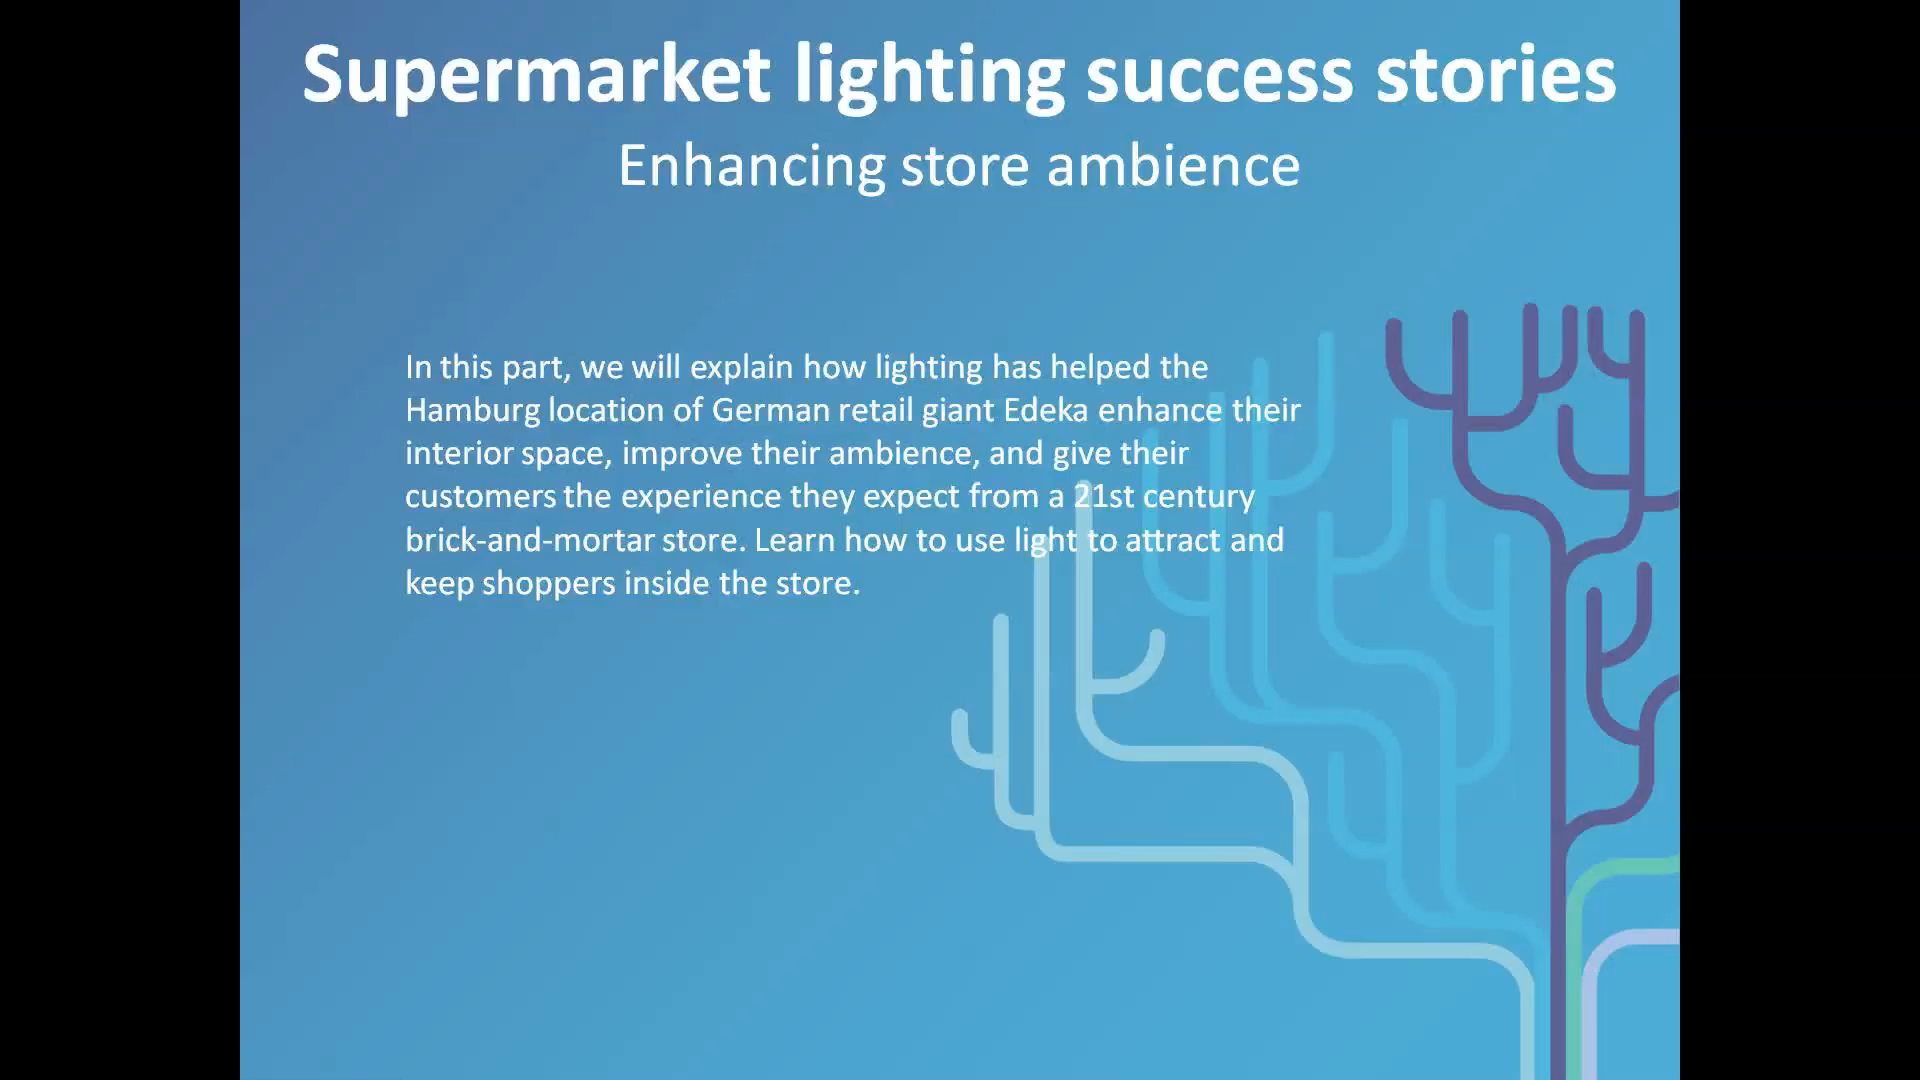 Supermarket lighting success stories
Enhancing store ambience
In this part, we will explain how lighting has helped the
Hamburg location of German retail giant Edeka enhance their
interior space, improve their ambience, and give their
customers the experience they expect from a 21st century
brick-and-mortar store. Learn how to use light to attract and
keep shoppers inside the store.